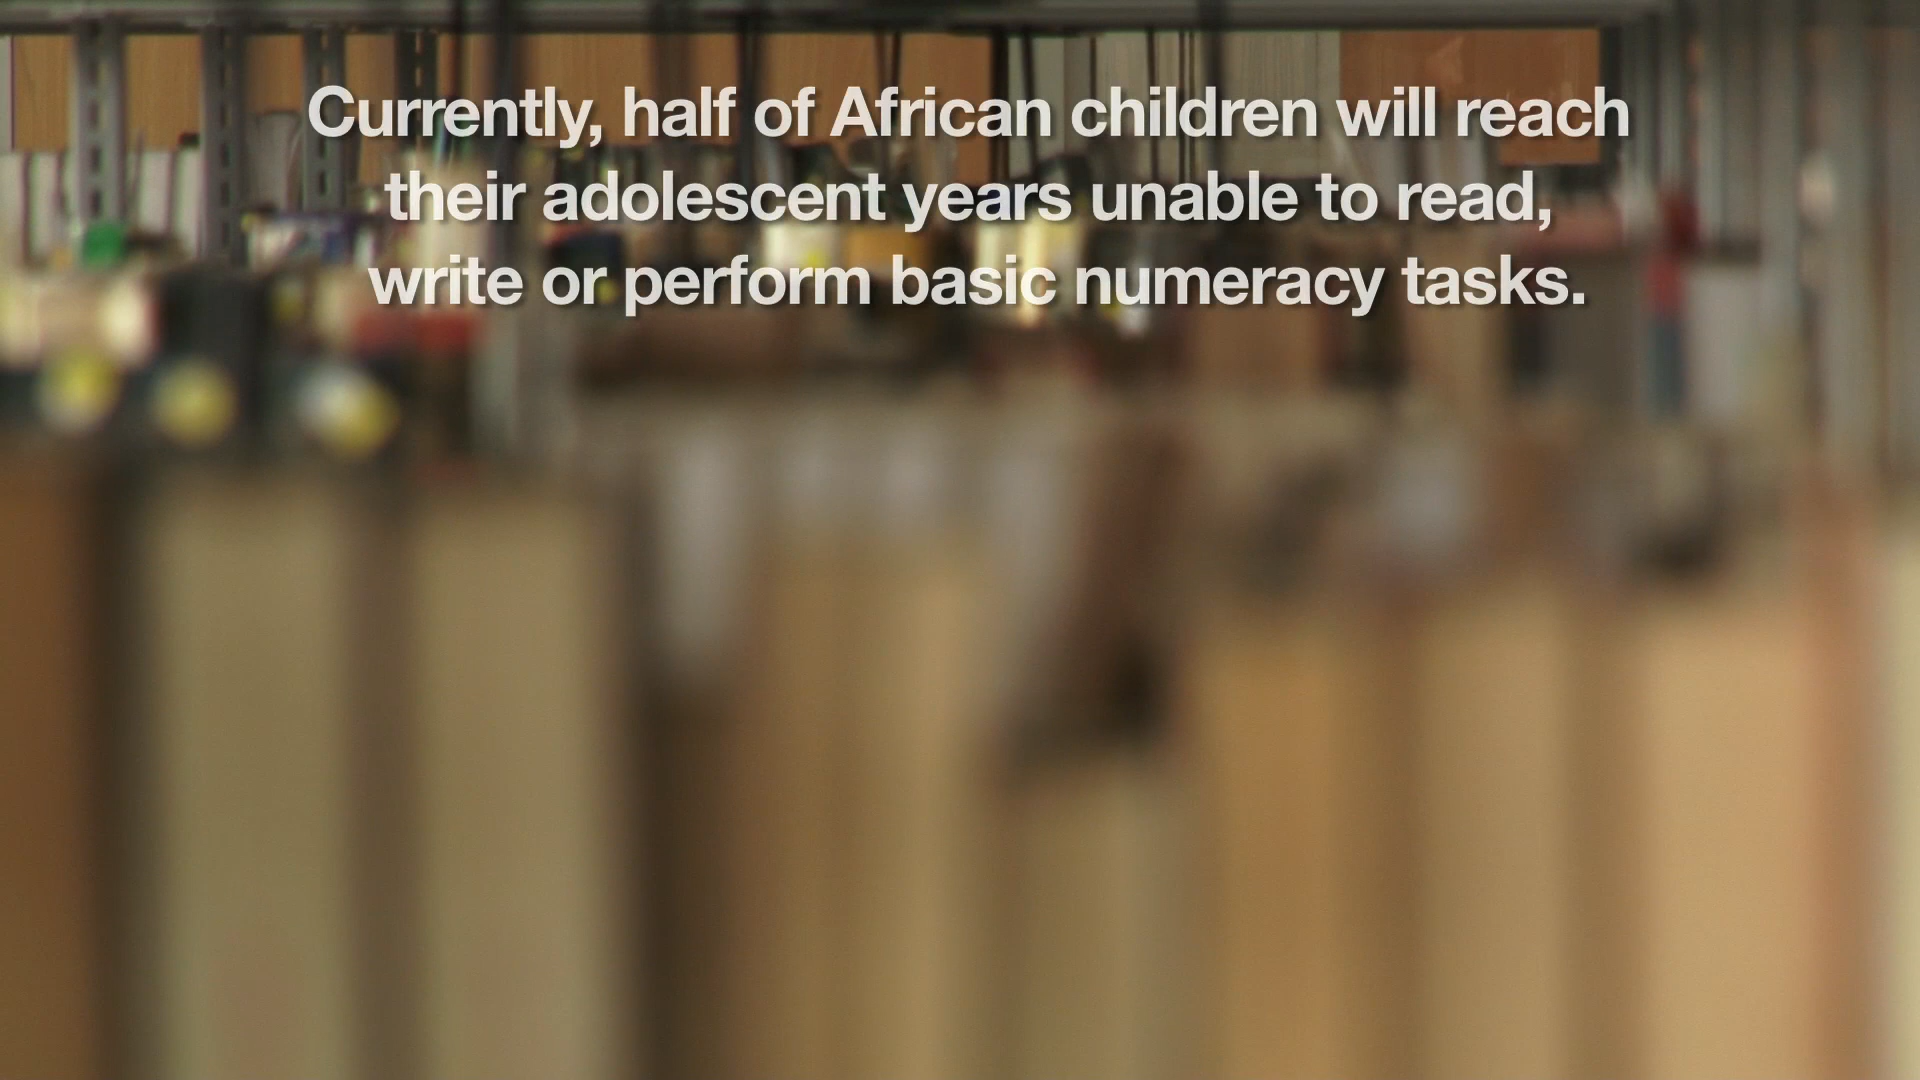 Currently, half of African children will reach
their adolescent years unable to read,
write or perform basic numeracy tasks.